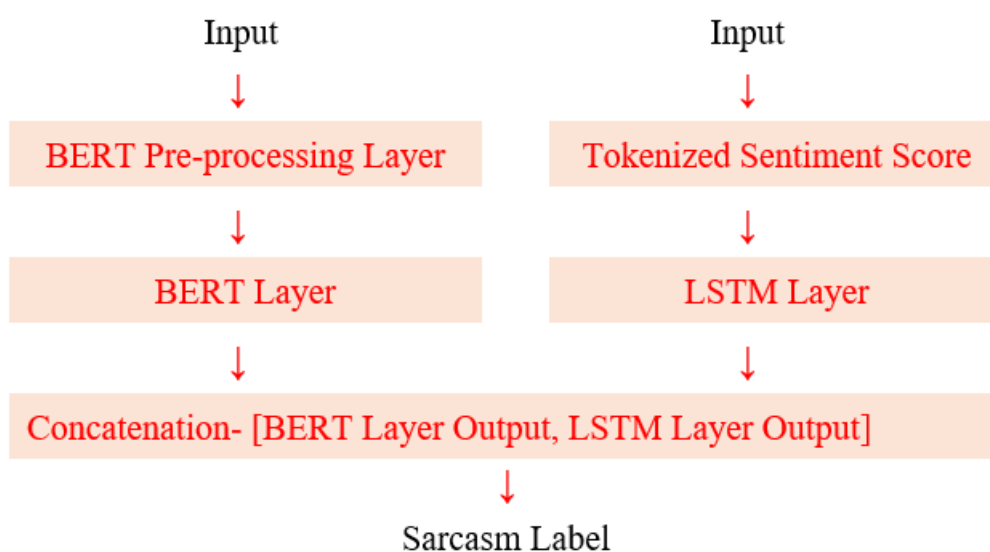 Input
Input
BERT Pre-processing Layer
Tokenized Sentiment Score
BERT Layer
LSTM Layer
Concatenation- [BERT Layer Output, LSTM Layer Output]
Sarcasm Label